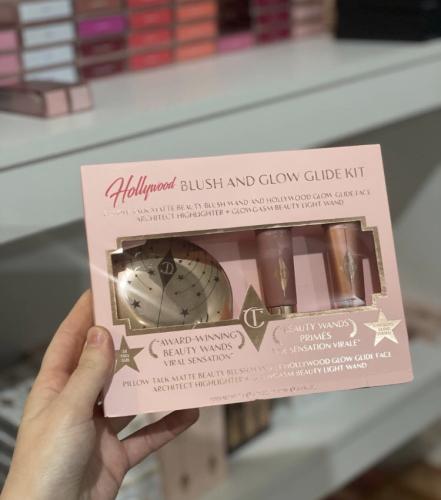 Hollywood BLUSH AND GLOW GLIDE KIT
TALK MATTE BEAUTY BLUSH WAND AND HOLLYWOOD GLOW GLIDE FACE
ARCHITECT HIGHLIGHTER + GLOWGASM BEAUTY LIGHT WAND
CT
"AWARD-WINNING
BEAUTY WANDS
VIRAL SENSATION"
CT
BEAUTY WANDS
PRIMÉS
SENSATION VIRALE"
PILLOW TALK MATTE BEAUTY BLUSH WAND HOLLYWOOD GLOW GLIDE FACE
ARCHITECT HIGHLIGHTER + GLOWGASM BEAUTY LIGHT WAND